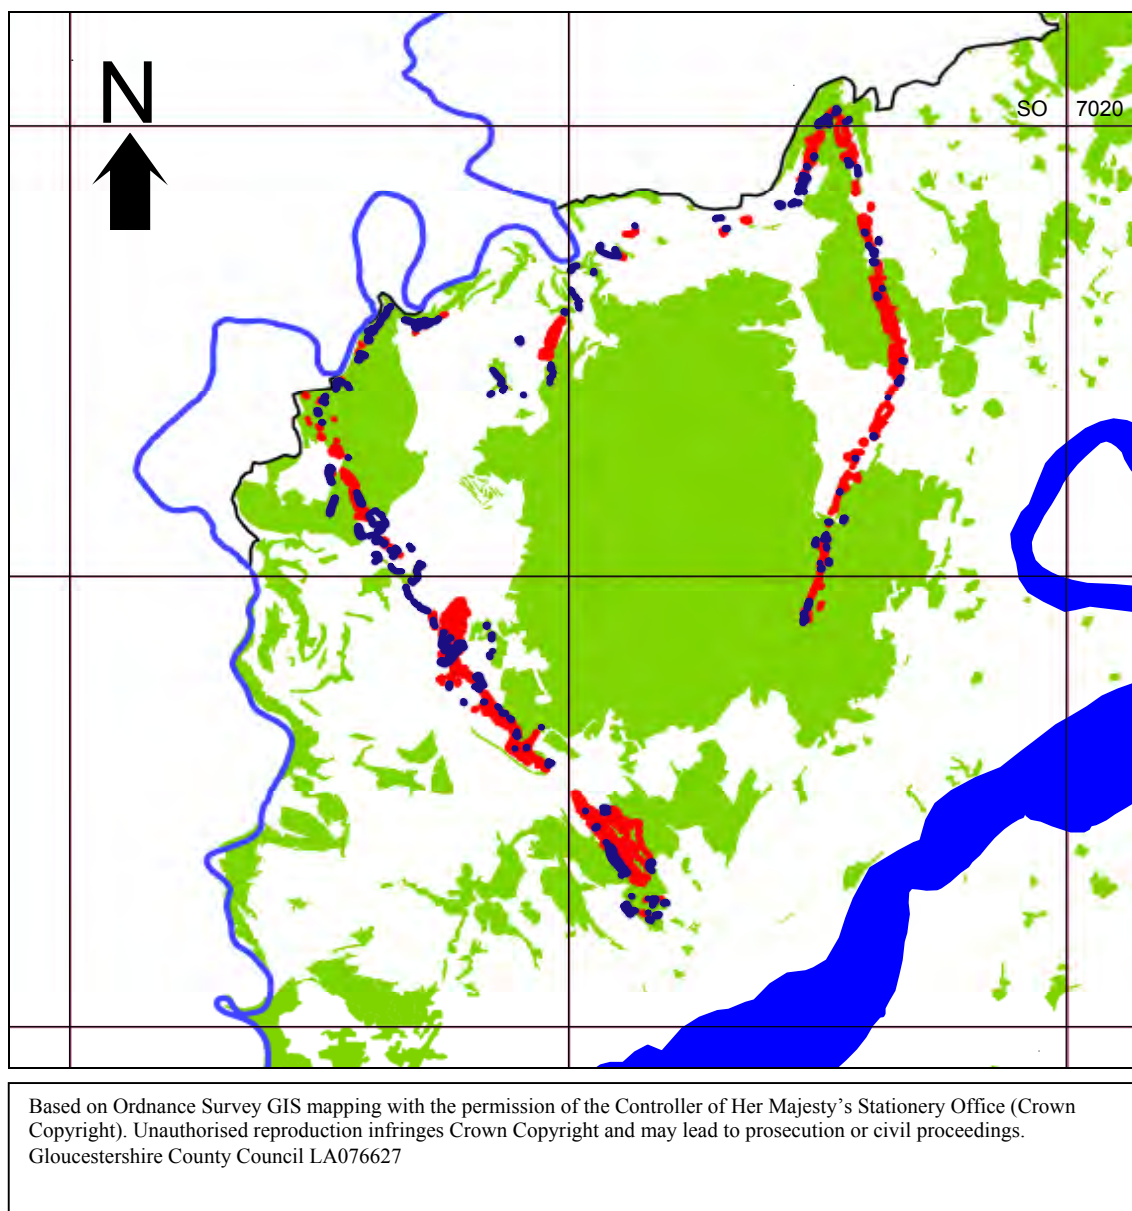 N
SO 7020
Based on Ordnance Survey GIS mapping with the permission of the Controller of Her Majesty’s Stationery Office (Crown
Copyright). Unauthorised reproduction infringes Crown Copyright and may lead to prosecution or civil proceedings.
Gloucestershire County Council LA076627